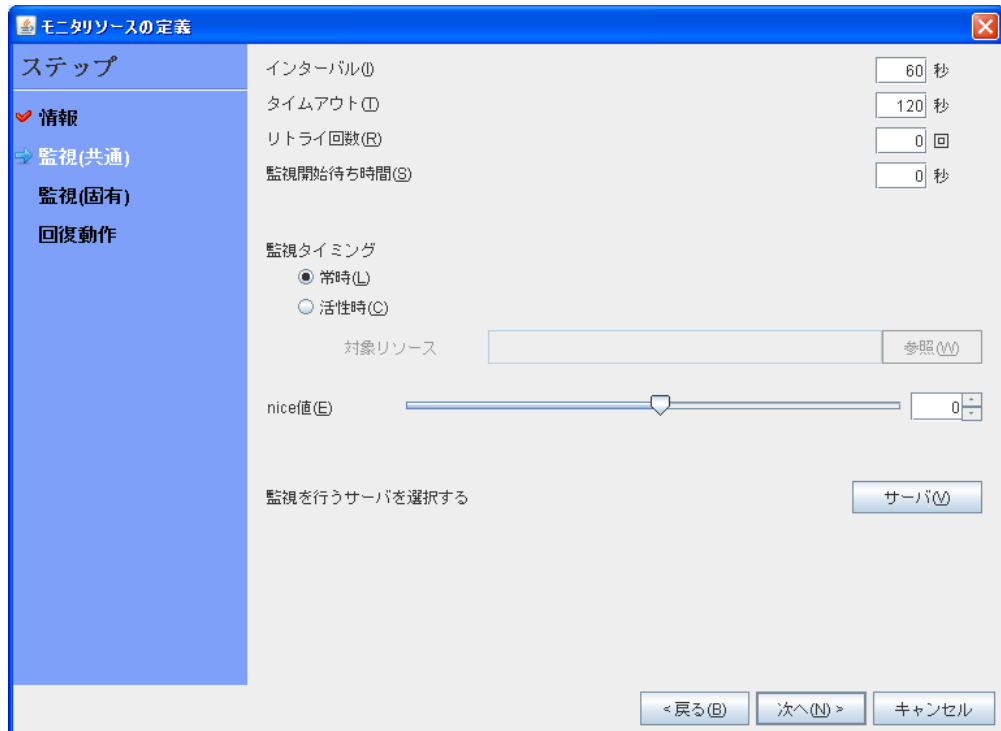 モニタリソースの定義
ステップ
情報
監視(共通)
監視(固有)
回復動作
インターバル(I) 60 秒
タイムアウト(T) 120 秒
リトライ回数(R) 0 回
監視開始待ち時間(S) 0 秒
監視タイミング
常時(L)
活性時(C)
対象リソース 参照(W)
nice値(E) 0
監視を行うサーバを選択する サーバ(V)
<戻る(B) 次へ(N)> キャンセル